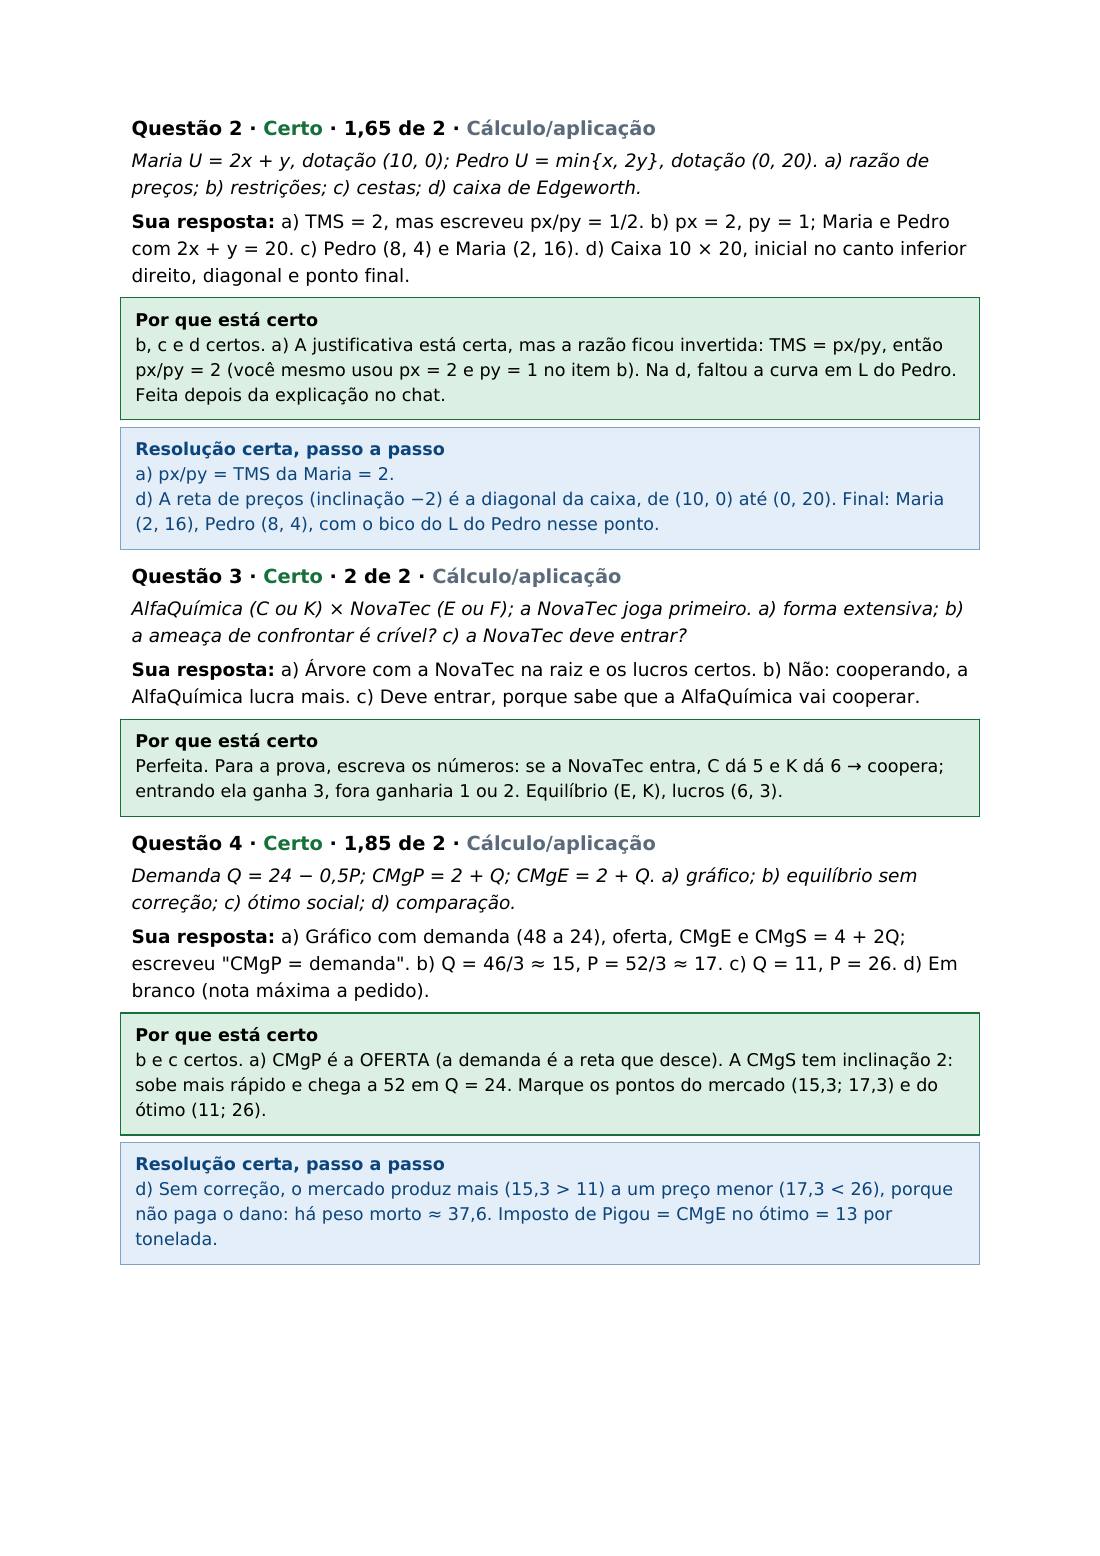 Questão 2 · Certo · 1,65 de 2 · Cálculo/aplicação
Maria U = 2x + y, dotação (10, 0); Pedro U = min{x, 2y}, dotação (0, 20). a) razão de
preços; b) restrições; c) cestas; d) caixa de Edgeworth.
Sua resposta: a) TMS = 2, mas escreveu px/py = 1/2. b) px = 2, py = 1; Maria e Pedro
com 2x + y = 20. c) Pedro (8, 4) e Maria (2, 16). d) Caixa 10 × 20, inicial no canto inferior
direito, diagonal e ponto final.
Por que está certo
b, c e d certos. a) A justificativa está certa, mas a razão ficou invertida: TMS = px/py, então
px/py = 2 (você mesmo usou px = 2 e py = 1 no item b). Na d, faltou a curva em L do Pedro.
Feita depois da explicação no chat.
Resolução certa, passo a passo
a) px/py = TMS da Maria = 2.
d) A reta de preços (inclinação −2) é a diagonal da caixa, de (10, 0) até (0, 20). Final: Maria
(2, 16), Pedro (8, 4), com o bico do L do Pedro nesse ponto.
Questão 3 · Certo · 2 de 2 · Cálculo/aplicação
AlfaQuímica (C ou K) × NovaTec (E ou F); a NovaTec joga primeiro. a) forma extensiva; b)
a ameaça de confrontar é crível? c) a NovaTec deve entrar?
Sua resposta: a) Árvore com a NovaTec na raiz e os lucros certos. b) Não: cooperando, a
AlfaQuímica lucra mais. c) Deve entrar, porque sabe que a AlfaQuímica vai cooperar.
Por que está certo
Perfeita. Para a prova, escreva os números: se a NovaTec entra, C dá 5 e K dá 6 → coopera;
entrando ela ganha 3, fora ganharia 1 ou 2. Equilíbrio (E, K), lucros (6, 3).
Questão 4 · Certo · 1,85 de 2 · Cálculo/aplicação
Demanda Q = 24 − 0,5P; CMgP = 2 + Q; CMgE = 2 + Q. a) gráfico; b) equilíbrio sem
correção; c) ótimo social; d) comparação.
Sua resposta: a) Gráfico com demanda (48 a 24), oferta, CMgE e CMgS = 4 + 2Q;
escreveu "CMgP = demanda". b) Q = 46/3 ≈ 15, P = 52/3 ≈ 17. c) Q = 11, P = 26. d) Em
branco (nota máxima a pedido).
Por que está certo
b e c certos. a) CMgP é a OFERTA (a demanda é a reta que desce). A CMgS tem inclinação 2:
sobe mais rápido e chega a 52 em Q = 24. Marque os pontos do mercado (15,3; 17,3) e do
ótimo (11; 26).
Resolução certa, passo a passo
d) Sem correção, o mercado produz mais (15,3 > 11) a um preço menor (17,3 < 26), porque
não paga o dano: há peso morto ≈ 37,6. Imposto de Pigou = CMgE no ótimo = 13 por
tonelada.